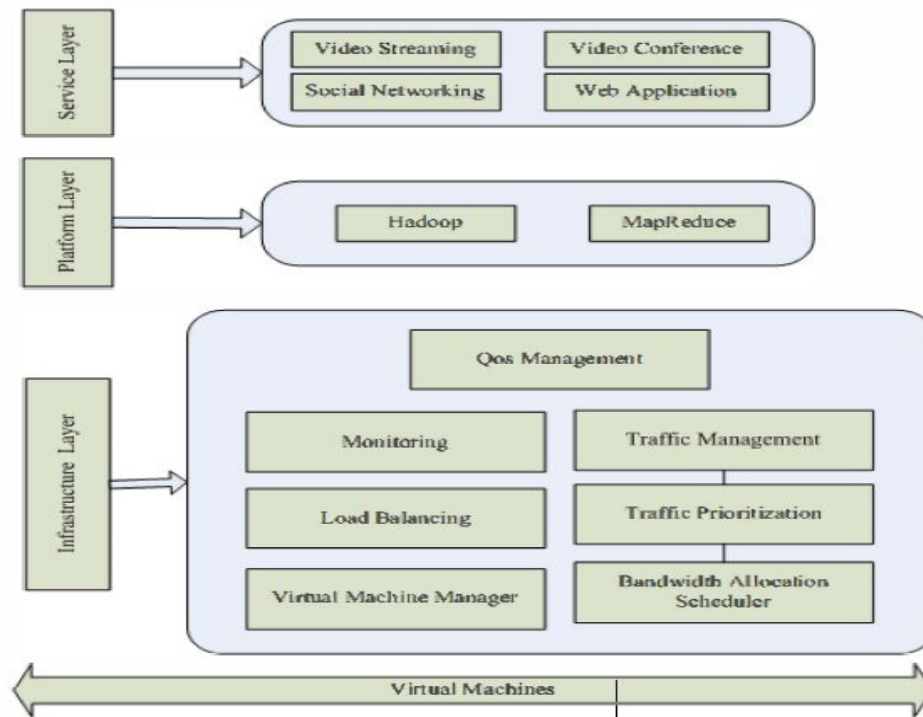 Service Layer
Video Streaming
Video Conference
Social Networking
Web Application
Platform Layer
Hadoop
MapReduce
Infrastructure Layer
Qos Management
Monitoring
Traffic Management
Load Balancing
Traffic Prioritization
Virtual Machine Manager
Bandwidth Allocation
Scheduler
Virtual Machines